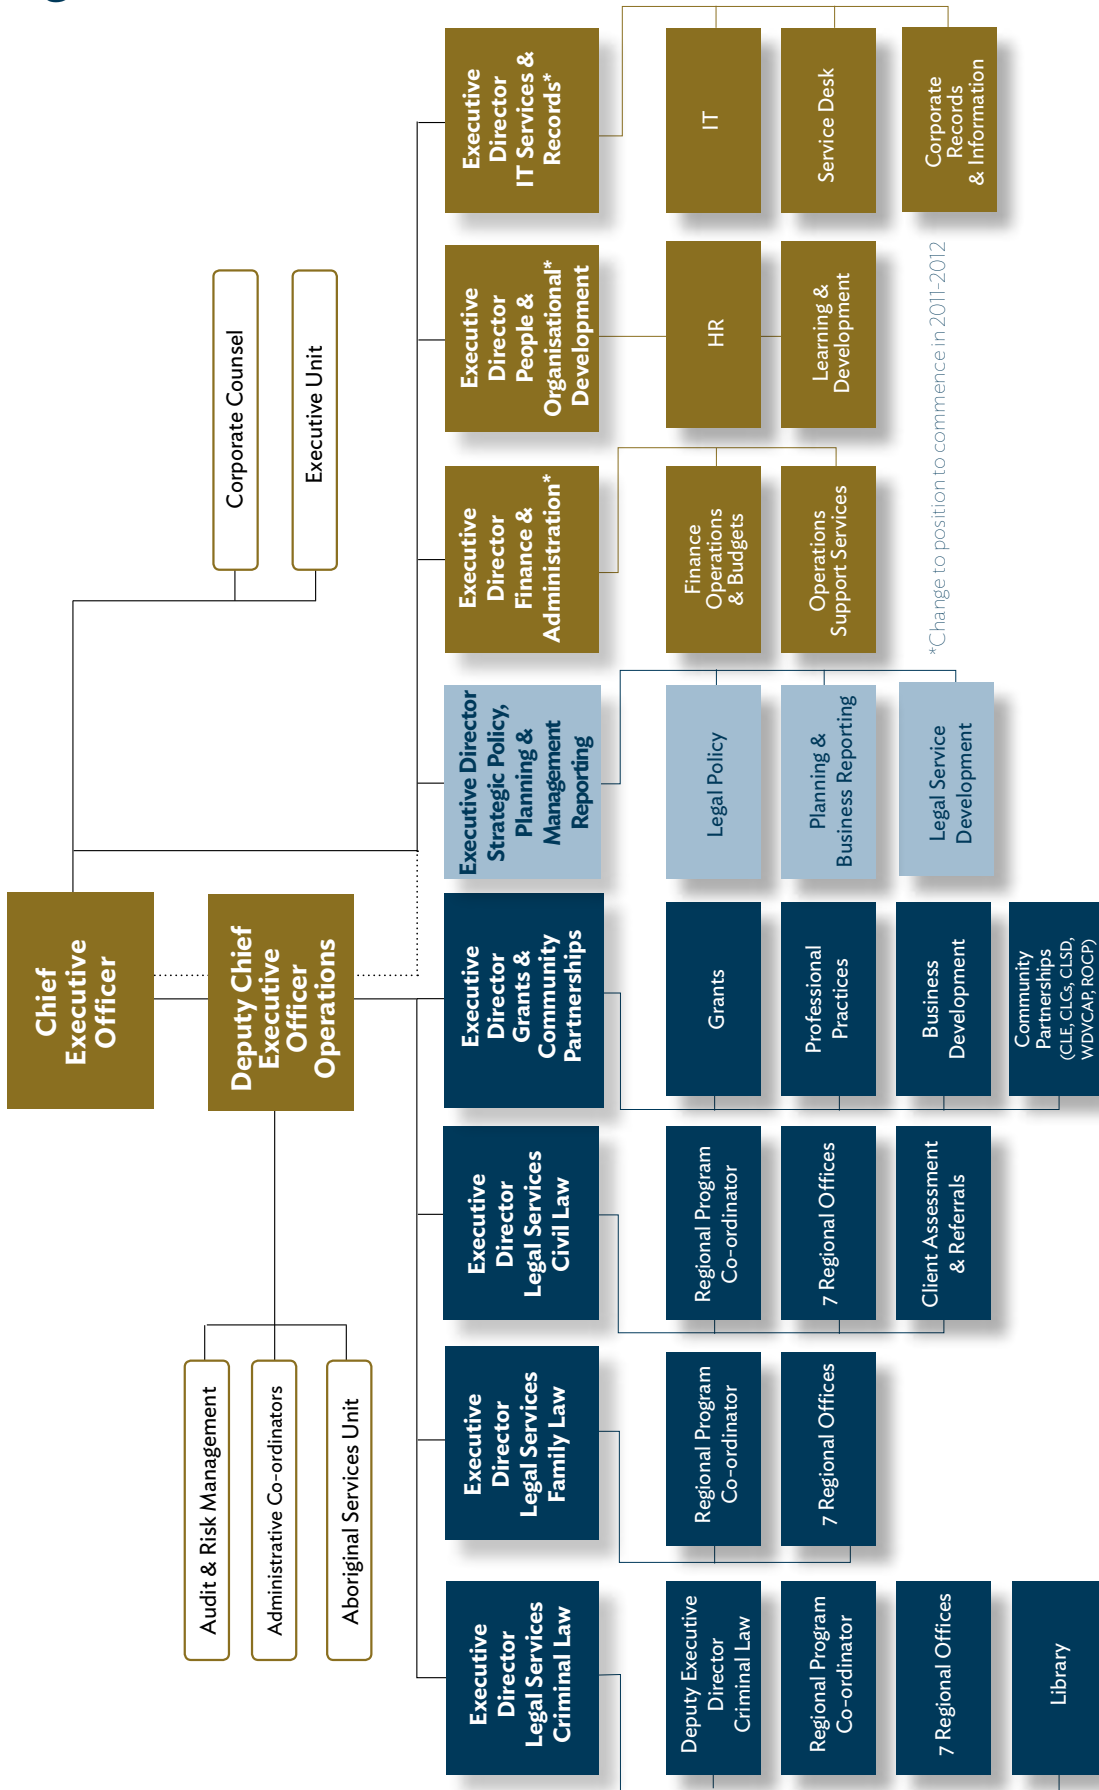 Chief
Executive
Officer
Deputy Chief
Executive
Officer
Operations
Audit & Risk Management
Administrative Co-ordinators
Aboriginal Services Unit
Corporate Counsel
Executive Unit
Executive
Director
Legal Services
Criminal Law
Deputy Executive
Director
Criminal Law
Regional Program
Co-ordinator
7 Regional Offices
Library
Executive
Director
Legal Services
Family Law
Regional Program
Co-ordinator
7 Regional Offices
Executive
Director
Legal Services
Civil Law
Regional Program
Co-ordinator
7 Regional Offices
Client Assessment
& Referrals
Executive
Director
Grants &
Community
Partnerships
Grants
Professional
Practices
Business
Development
Community
Partnerships
(CLE, CLCs, CLSD,
WDVCAP, ROCP)
Executive Director
Strategic Policy,
Planning &
Management
Reporting
Legal Policy
Planning &
Business Reporting
Legal Service
Development
Executive
Director
Finance &
Administration*
Finance
Operations
& Budgets
Operations
Support Services
Executive
Director
People &
Organisational*
Development
HR
Learning &
Development
Executive
Director
IT Services &
Records*
IT
Service Desk
Corporate
Records
& Information
*Change to position to commence in 2011-2012